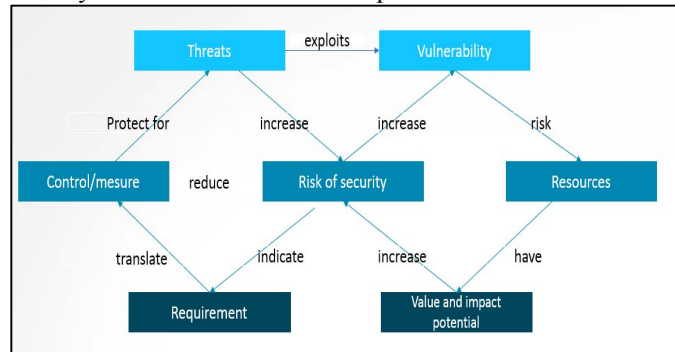 exploits
Threats
Vulnerability
Protect for
increase
increase
risk
Control/mesure
reduce
Risk of security
Resources
translate
indicate
increase
have
Requirement
Value and impact
potential